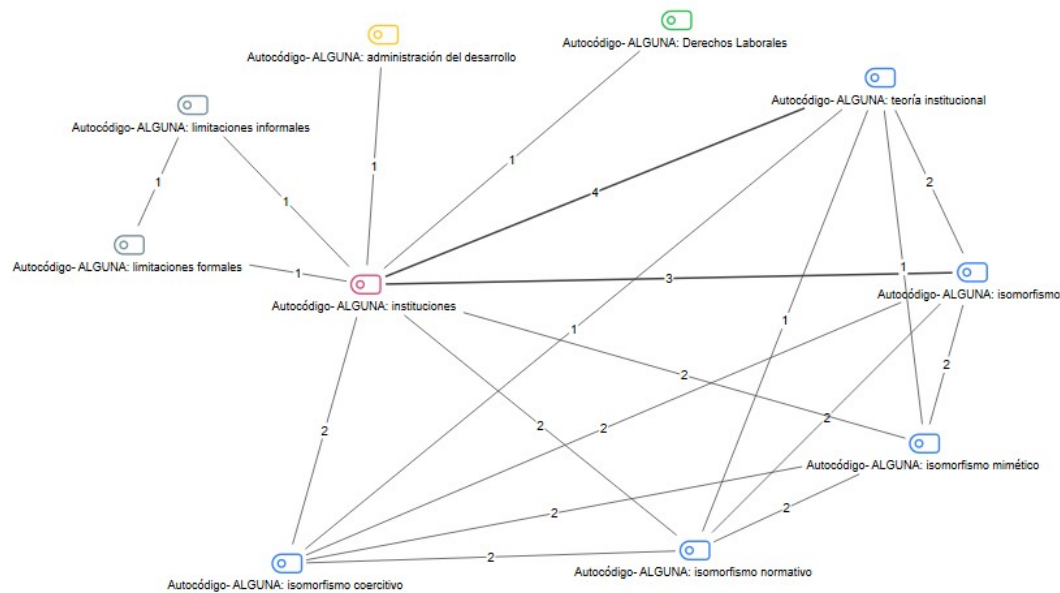 Autocódigo- ALGUNA: Derechos Laborales
Autocódigo- ALGUNA: administración del desarrollo
Autocódigo- ALGUNA: teoría institucional
Autocódigo- ALGUNA: limitaciones informales
1
1
1
2
1
4
1
Autocódigo- ALGUNA: limitaciones formales
1
1
3
Autocódigo- ALGUNA: isomorfismo
Autocódigo- ALGUNA: instituciones
1
1
2
2
2
2
2
2
Autocódigo- ALGUNA: isomorfismo mimético
2
2
2
Autocódigo- ALGUNA: isomorfismo normativo
Autocódigo- ALGUNA: isomorfismo coercitivo